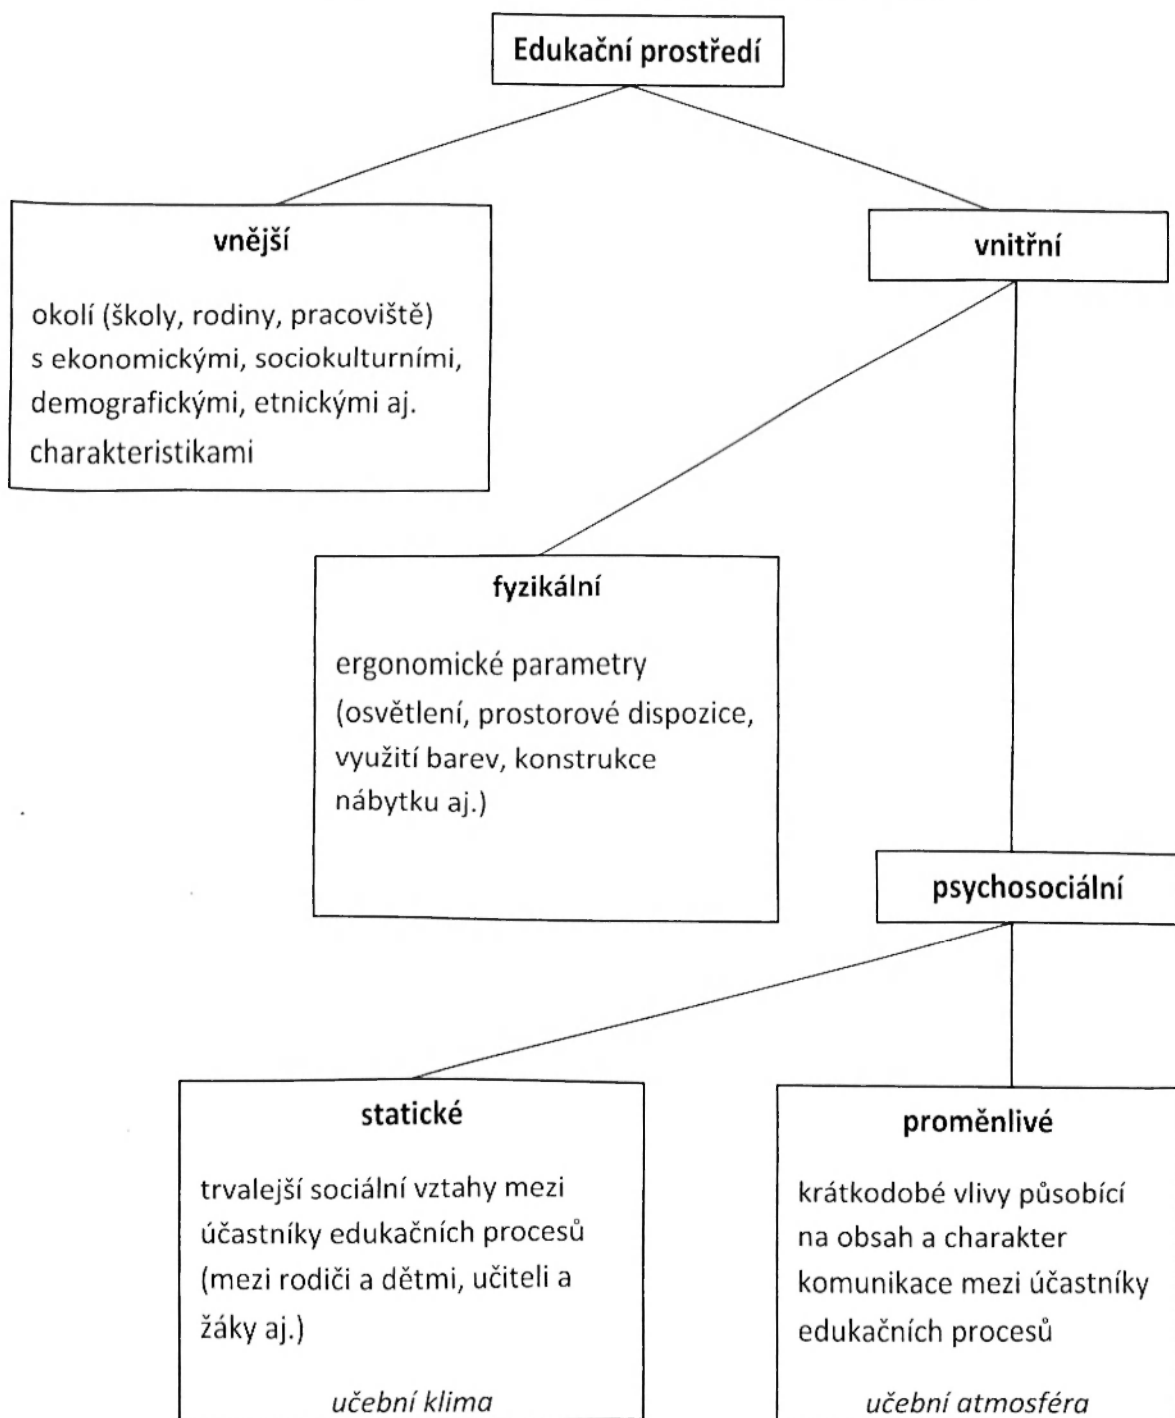 Edukační prostředí
vnější
okolí (školy, rodiny, pracoviště)
s ekonomickými, sociokulturními,
demografickými, etnickými aj.
charakteristikami
vnitřní
fyzikální
ergonomické parametry
(osvětlení, prostorové dispozice,
využití barev, konstrukce
nábytku aj.)
psychosociální
statické
trvalejší sociální vztahy mezi
účastníky edukačních procesů
(mezi rodiči a dětmi, učiteli a
žáky aj.)
učební klima
proměnlivé
krátkodobé vlivy působící
na obsah a charakter
komunikace mezi účastníky
edukačních procesů
učební atmosféra